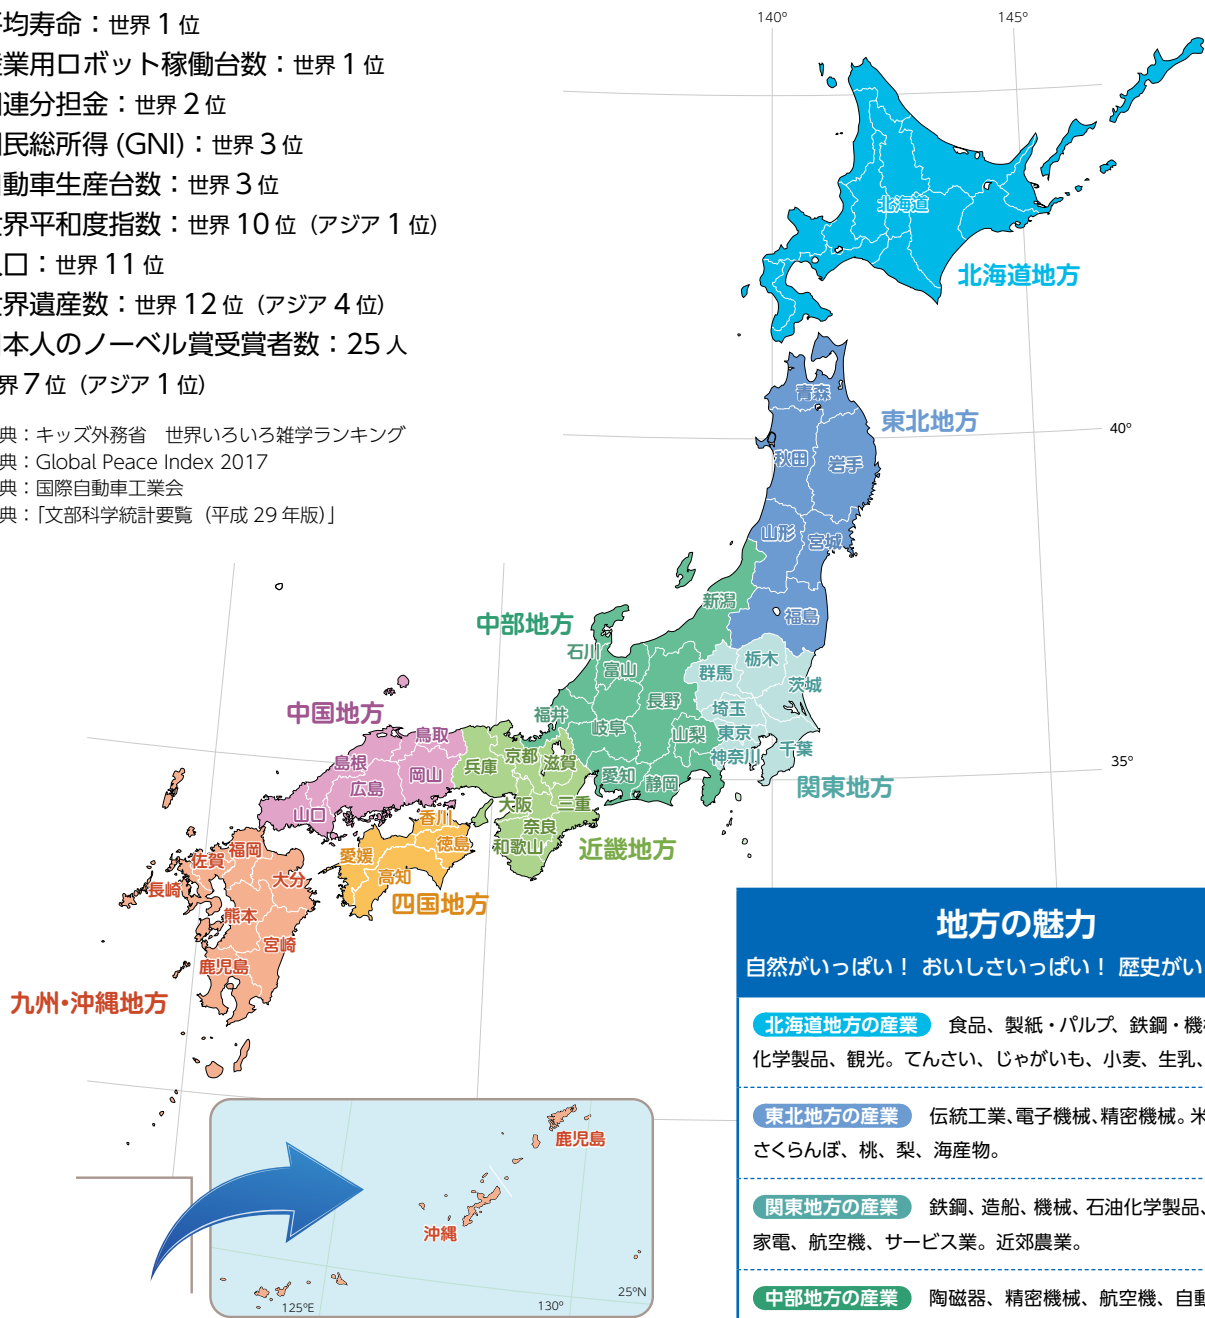 均寿命：世界 1 位
業用ロボット稼働台数：世界 1 位
連分担金：世界 2 位
民総所得 (GNI)：世界 3 位
動車生産台数：世界 3 位
界平和度指数：世界 10 位（アジア 1 位）
口：世界 11 位
界遺産数：世界 12 位（アジア 4 位）
本人のノーベル賞受賞者数：25 人
界 7 位（アジア 1 位）
典：キッズ外務省　世界いろいろ雑学ランキング
典：Global Peace Index 2017
典：国際自動車工業会
典：「文部科学統計要覧（平成 29 年版）」
140°
145°
北海道
北海道地方
青森
東北地方
40°
秋田
岩手
山形
宮城
新潟
福島
中部地方
石川
富山
群馬
栃木
茨城
長野
埼玉
中国地方
福井
岐阜
山梨
東京
千葉
神奈川
鳥取
島根
岡山
広島
山口
兵庫
京都
滋賀
愛知
静岡
35°
関東地方
大阪
三重
奈良
和歌山
近畿地方
香川
徳島
愛媛
高知
四国地方
福岡
佐賀
長崎
大分
熊本
宮崎
鹿児島
九州・沖縄地方
鹿児島
沖縄
125°E
130°
25°N
地方の魅力
自然がいっぱい！ おいしさいっぱい！ 歴史がい
北海道地方の産業　食品、製紙・パルプ、鉄鋼・機
化学製品、観光。てんさい、じゃがいも、小麦、生乳、
東北地方の産業　伝統工業、電子機械、精密機械。米
さくらんぼ、桃、梨、海産物。
関東地方の産業　鉄鋼、造船、機械、石油化学製品、
家電、航空機、サービス業。近郊農業。
中部地方の産業　陶磁器、精密機械、航空機、自動